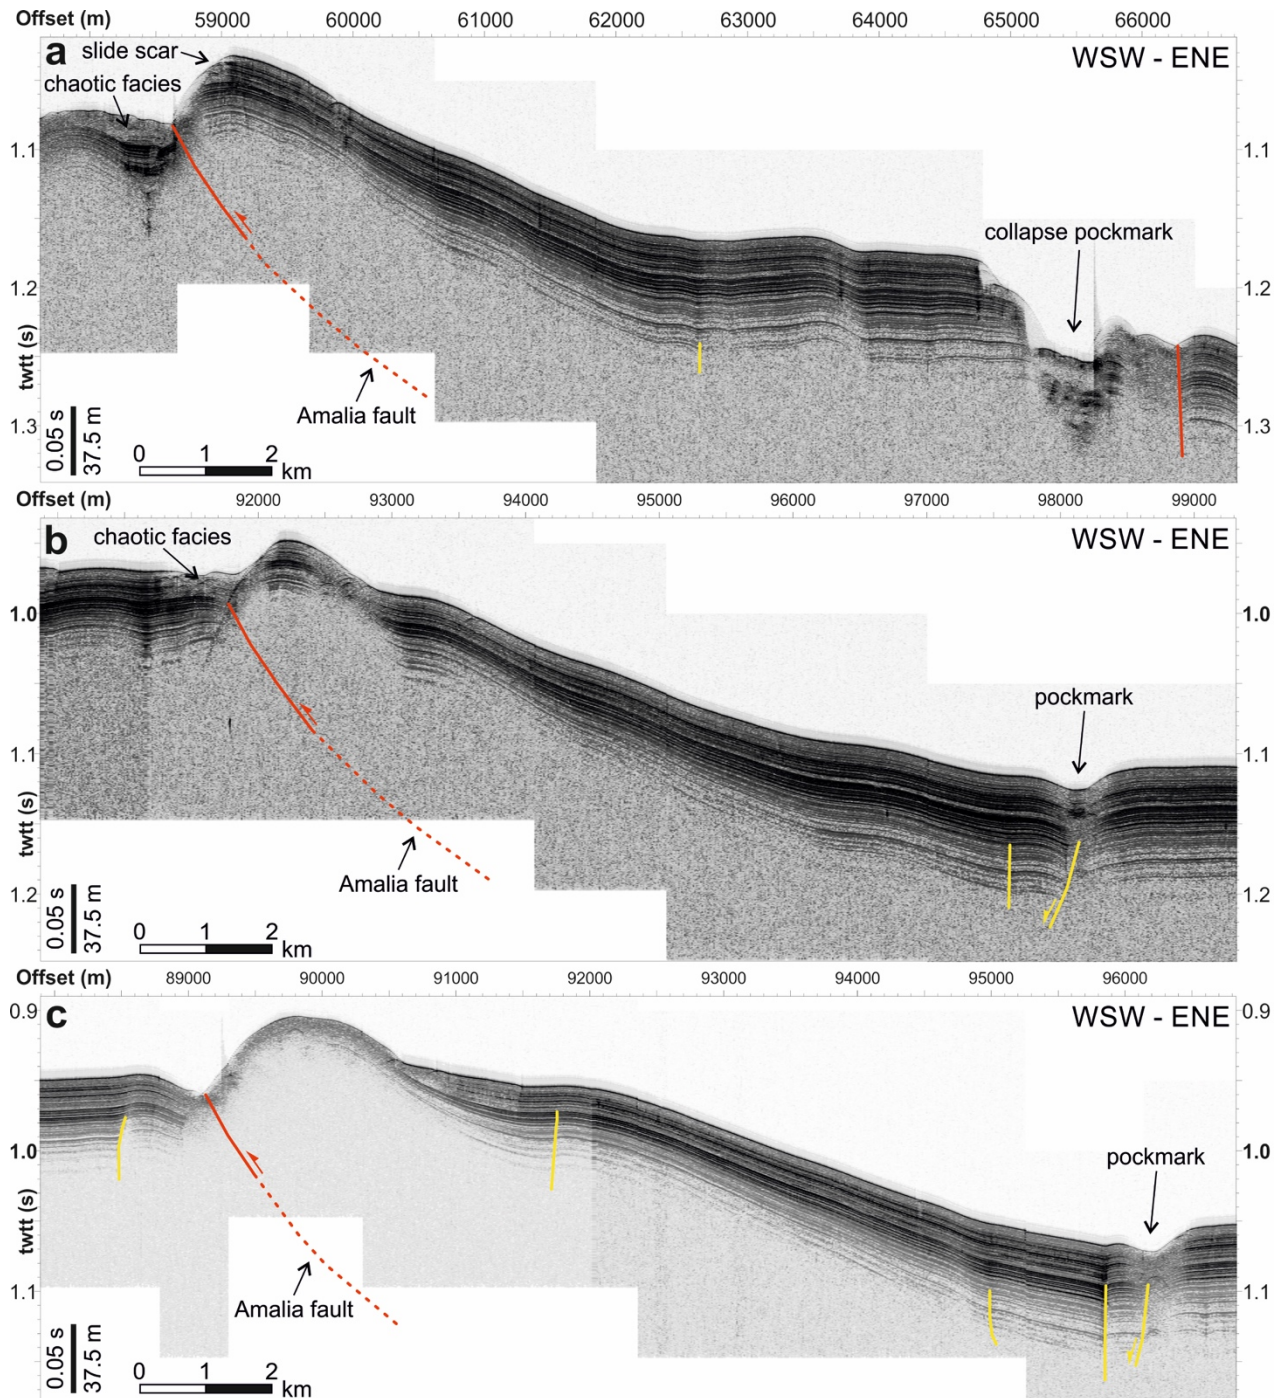 Offset (m) 59000 60000 61000 62000 63000 64000 65000 66000
a
slide scar
WSW - ENE
chaotic facies
1.1 1.1
collapse pockmark
1.2 1.2
twtt (s)
Amalia fault
0.05 s
37.5 m
1.3 1.3
0 1 2
km
Offset (m) 92000 93000 94000 95000 96000 97000 98000 99000
b
chaotic facies
WSW - ENE
1.0 1.0
pockmark
1.1 1.1
twtt (s)
Amalia fault
1.2 1.2
0.05 s
37.5 m
0 1 2
km
Offset (m) 89000 90000 91000 92000 93000 94000 95000 96000
0.9 0.9
c
WSW - ENE
1.0 1.0
pockmark
twtt (s)
1.1 1.1
Amalia fault
0.05 s
37.5 m
0 1 2
km